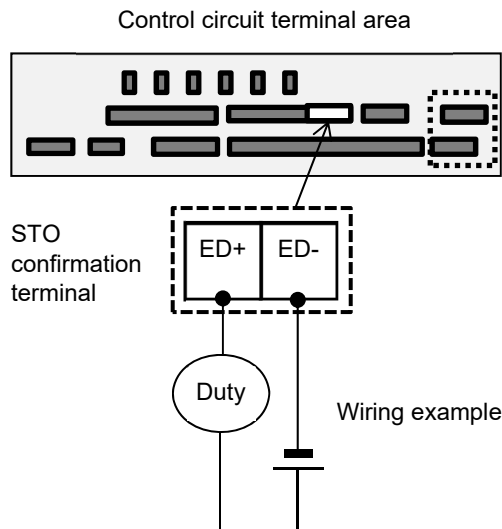 Control circuit terminal area
STO
confirmation
terminal
ED+ ED-
Duty
Wiring example